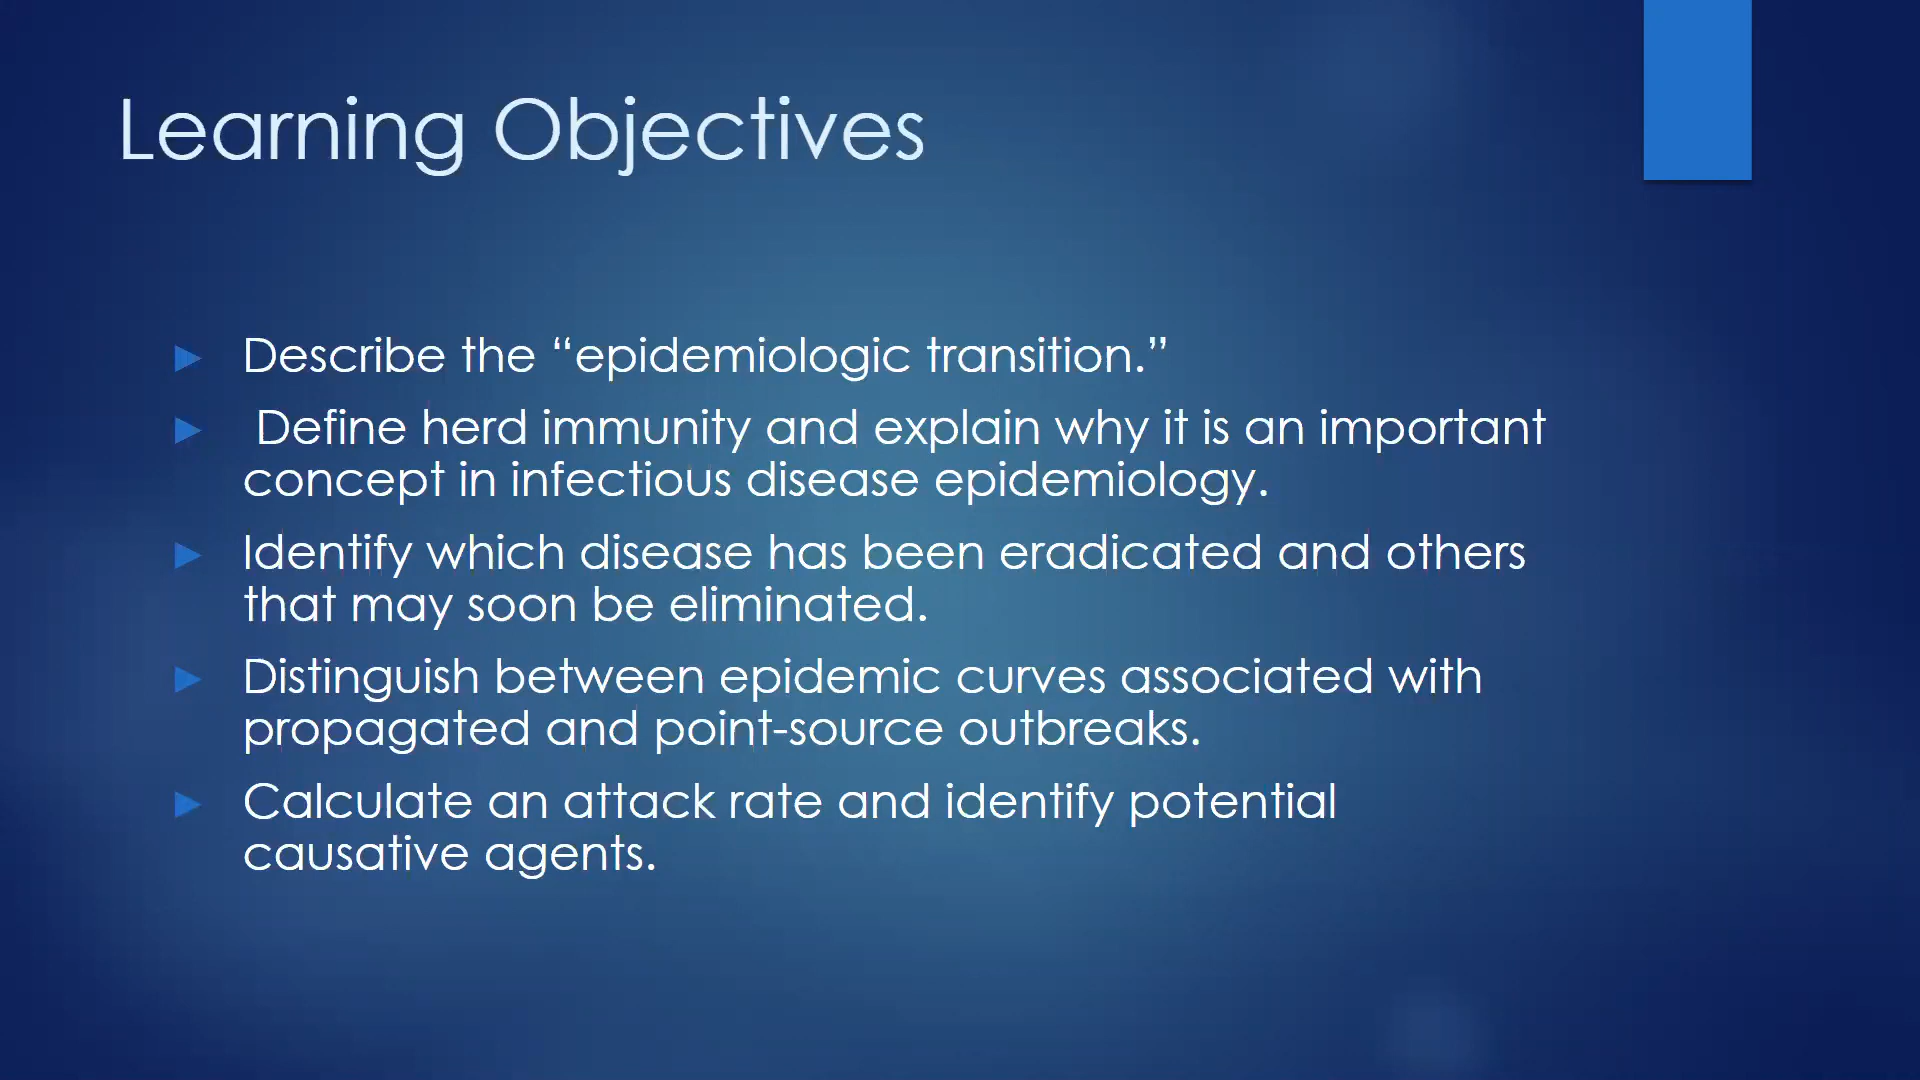 Learning Objectives
Describe the “epidemiologic transition.”
Define herd immunity and explain why it is an important
concept in infectious disease epidemiology.
Identify which disease has been eradicated and others
that may soon be eliminated.
Distinguish between epidemic curves associated with
propagated and point-source outbreaks.
Calculate an attack rate and identify potential
causative agents.